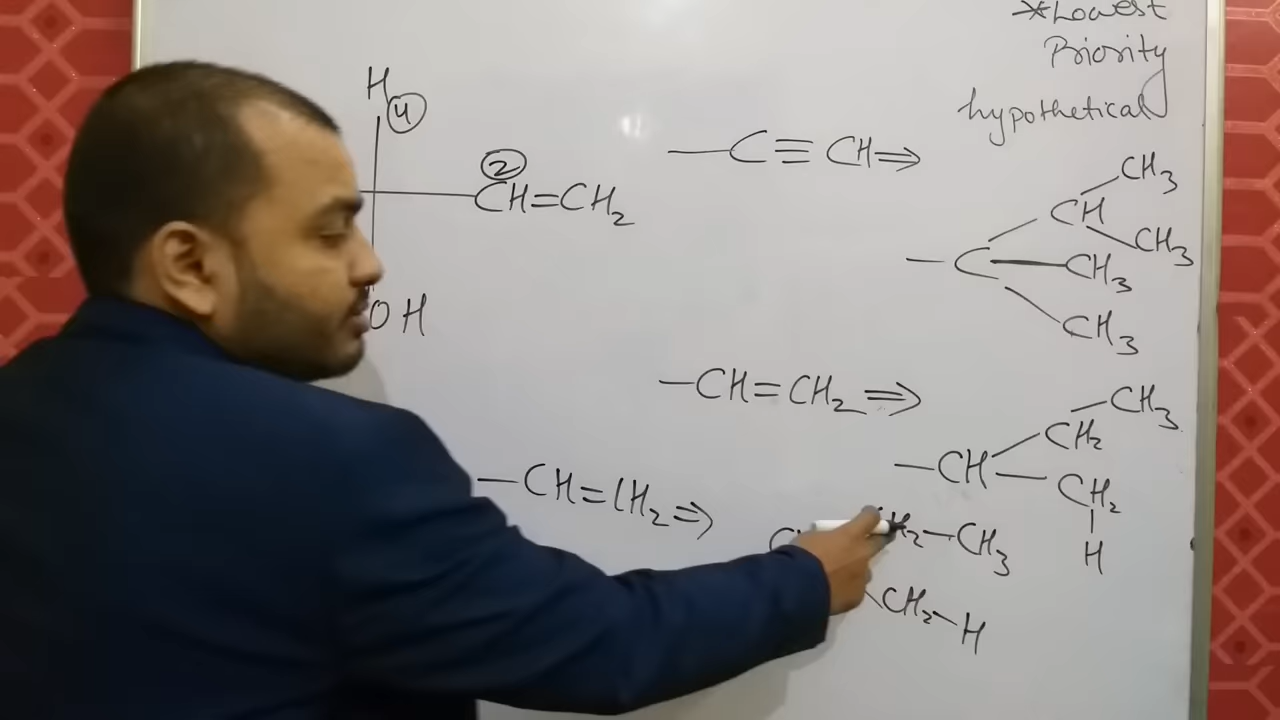 *Lowest
Priority
hypothetical
H
4
2
CH=CH₂
OH
—C≡CH⇒
CH₃
CH
CH₃
—C—CH₃
CH₃
—CH=CH₂⇒
CH₃
CH₂
—CH—CH₂
H
—CH=CH₂⇒
H₂—CH₃
CH₂—H